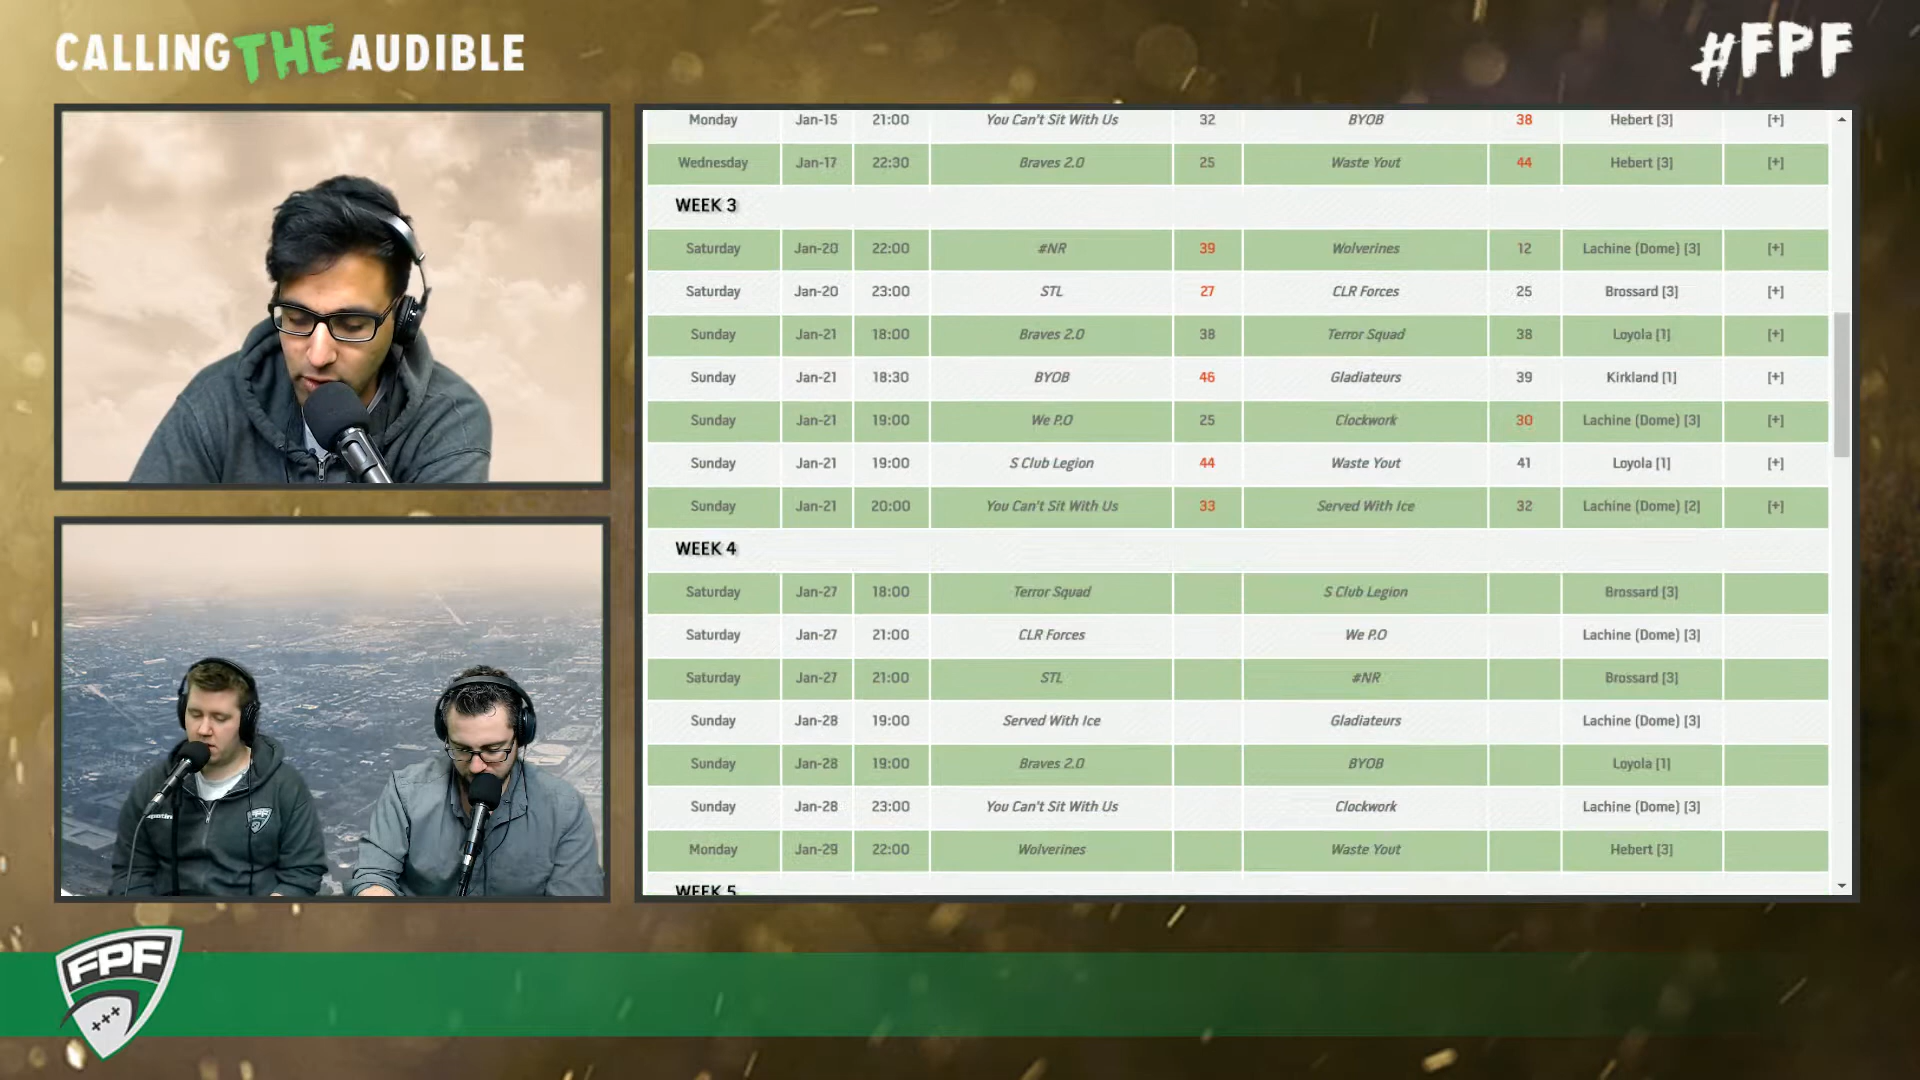 CALLING THE AUDIBLE
#FPF
Monday Jan-15 21:00 You Can't Sit With Us 32 BYOB 38 Hebert [3] [+]
Wednesday Jan-17 22:30 Braves 2.0 25 Waste Yout 44 Hebert [3] [+]
WEEK 3
Saturday Jan-20 22:00 #NR 39 Wolverines 12 Lachine (Dome) [3] [+]
Saturday Jan-20 23:00 STL 27 CLR Forces 25 Brossard [3] [+]
Sunday Jan-21 18:00 Braves 2.0 38 Terror Squad 38 Loyola [1] [+]
Sunday Jan-21 18:30 BYOB 46 Gladiateurs 39 Kirkland [1] [+]
Sunday Jan-21 19:00 We P.O 25 Clockwork 30 Lachine (Dome) [3] [+]
Sunday Jan-21 19:00 S Club Legion 44 Waste Yout 41 Loyola [1] [+]
Sunday Jan-21 20:00 You Can't Sit With Us 33 Served With Ice 32 Lachine (Dome) [2] [+]
WEEK 4
Saturday Jan-27 18:00 Terror Squad S Club Legion Brossard [3]
Saturday Jan-27 21:00 CLR Forces We P.O Lachine (Dome) [3]
Saturday Jan-27 21:00 STL #NR Brossard [3]
Sunday Jan-28 19:00 Served With Ice Gladiateurs Lachine (Dome) [3]
Sunday Jan-28 19:00 Braves 2.0 BYOB Loyola [1]
Sunday Jan-28 23:00 You Can't Sit With Us Clockwork Lachine (Dome) [3]
Monday Jan-29 22:00 Wolverines Waste Yout Hebert [3]
WEEK 5
FPF